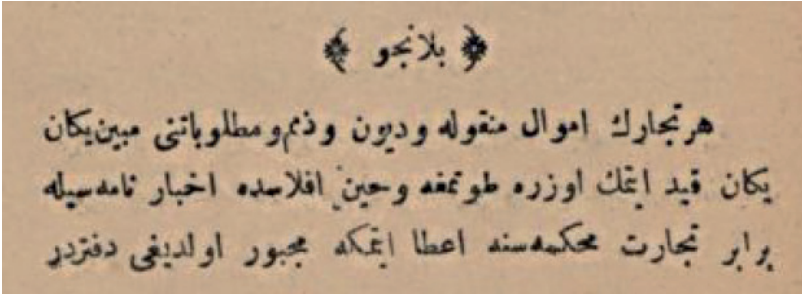 ﴿ بلانجو ﴾
هر تجارك اموال منقوله و ديون و ذمم و مطلوباتنى مبين يكان
يكان قيد ايتمك اوزره طوتمغه و حين افلاسده اخبار نامه سيله
برابر تجارت محكمه سنه اعطا ايتمكه مجبور اولديغى دفتردر